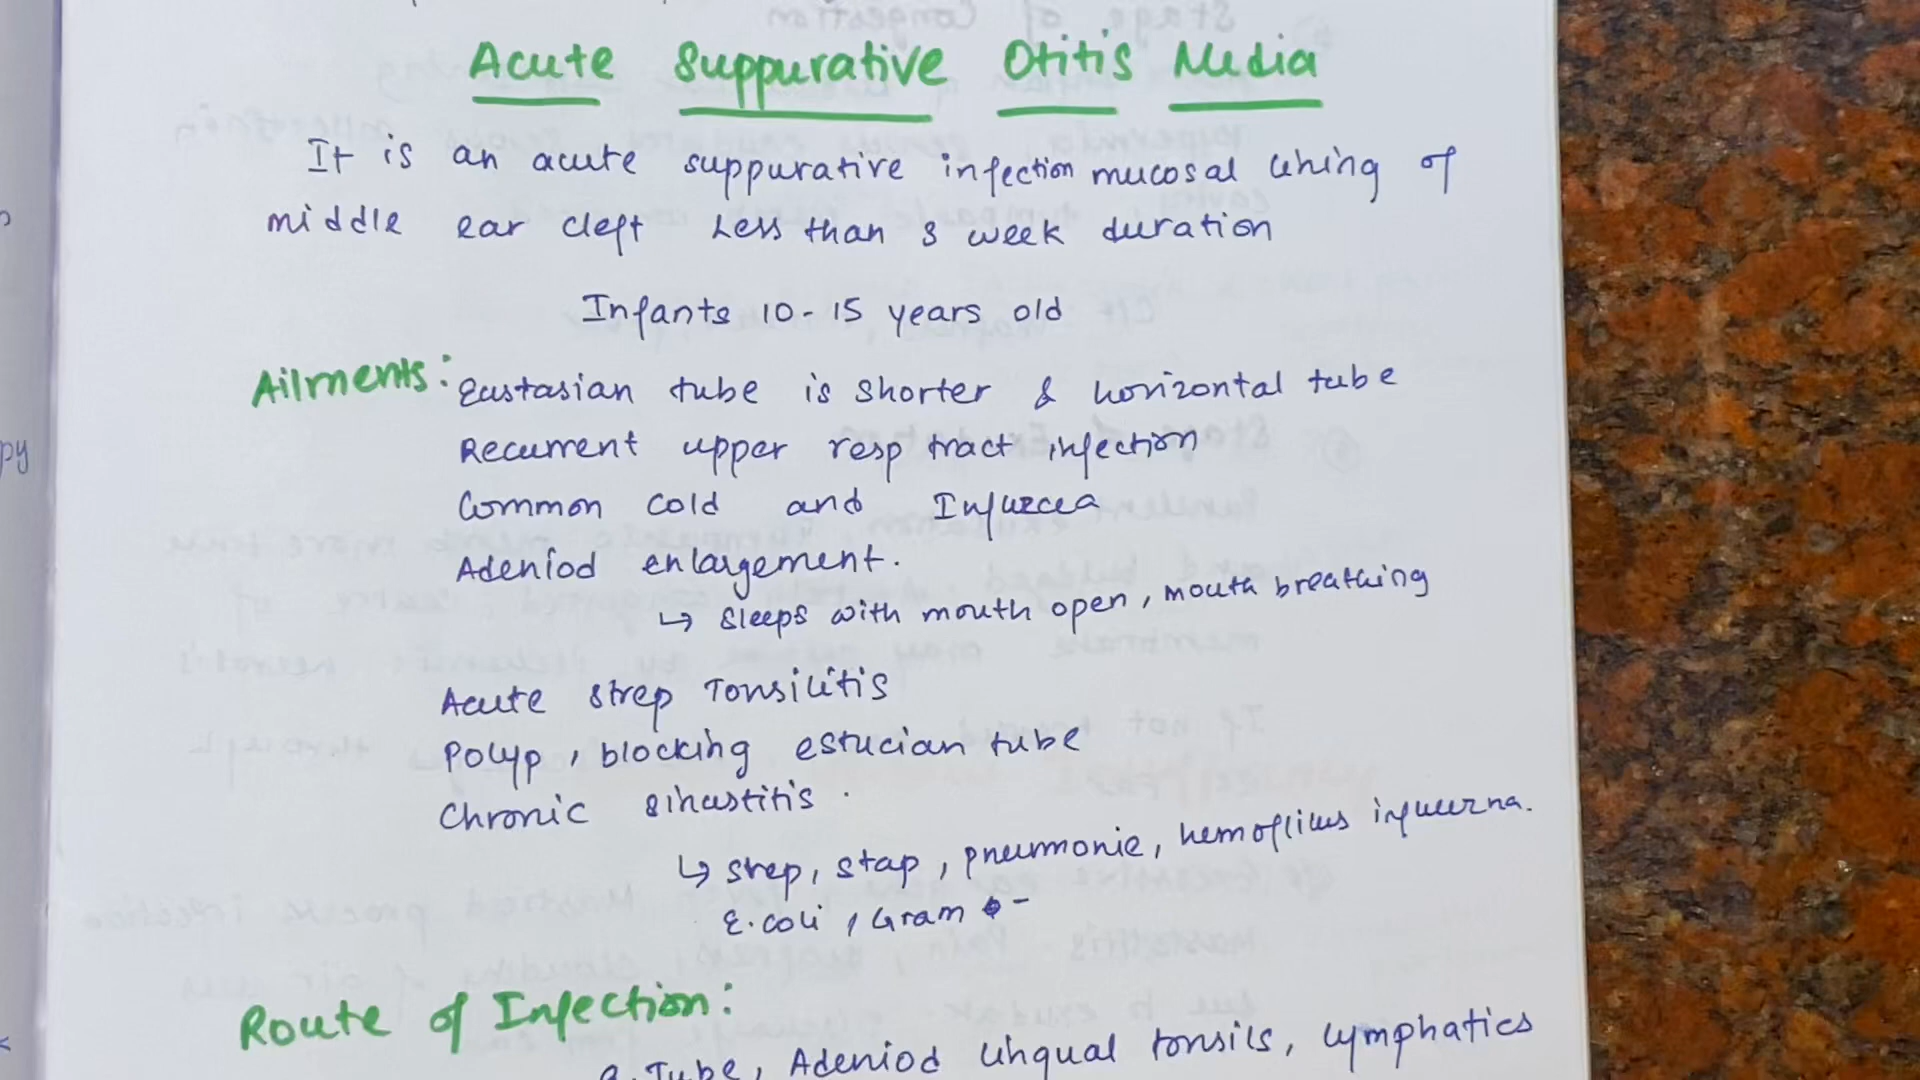 Acute Suppurative Otitis Media
It is an acute suppurative infection mucosal lining of
middle ear cleft Less than 3 week duration
Infants 10-15 years old
Ailments:
Eustasian tube is shorter & horizontal tube
Recurrent upper resp tract infection
Common cold and
Adeniod enlargement.
↳ Sleeps with mouth open, mouth breathing
Acute strep Tonsilitis
Polyp, blocking estucian tube
Chronic sinustitis.
↳ strep, stap, pneumonie, hemoflius
E.coli, Gram -
Route of Infection:
Tube, Adeniod lingual tonsils, lymphatics
py